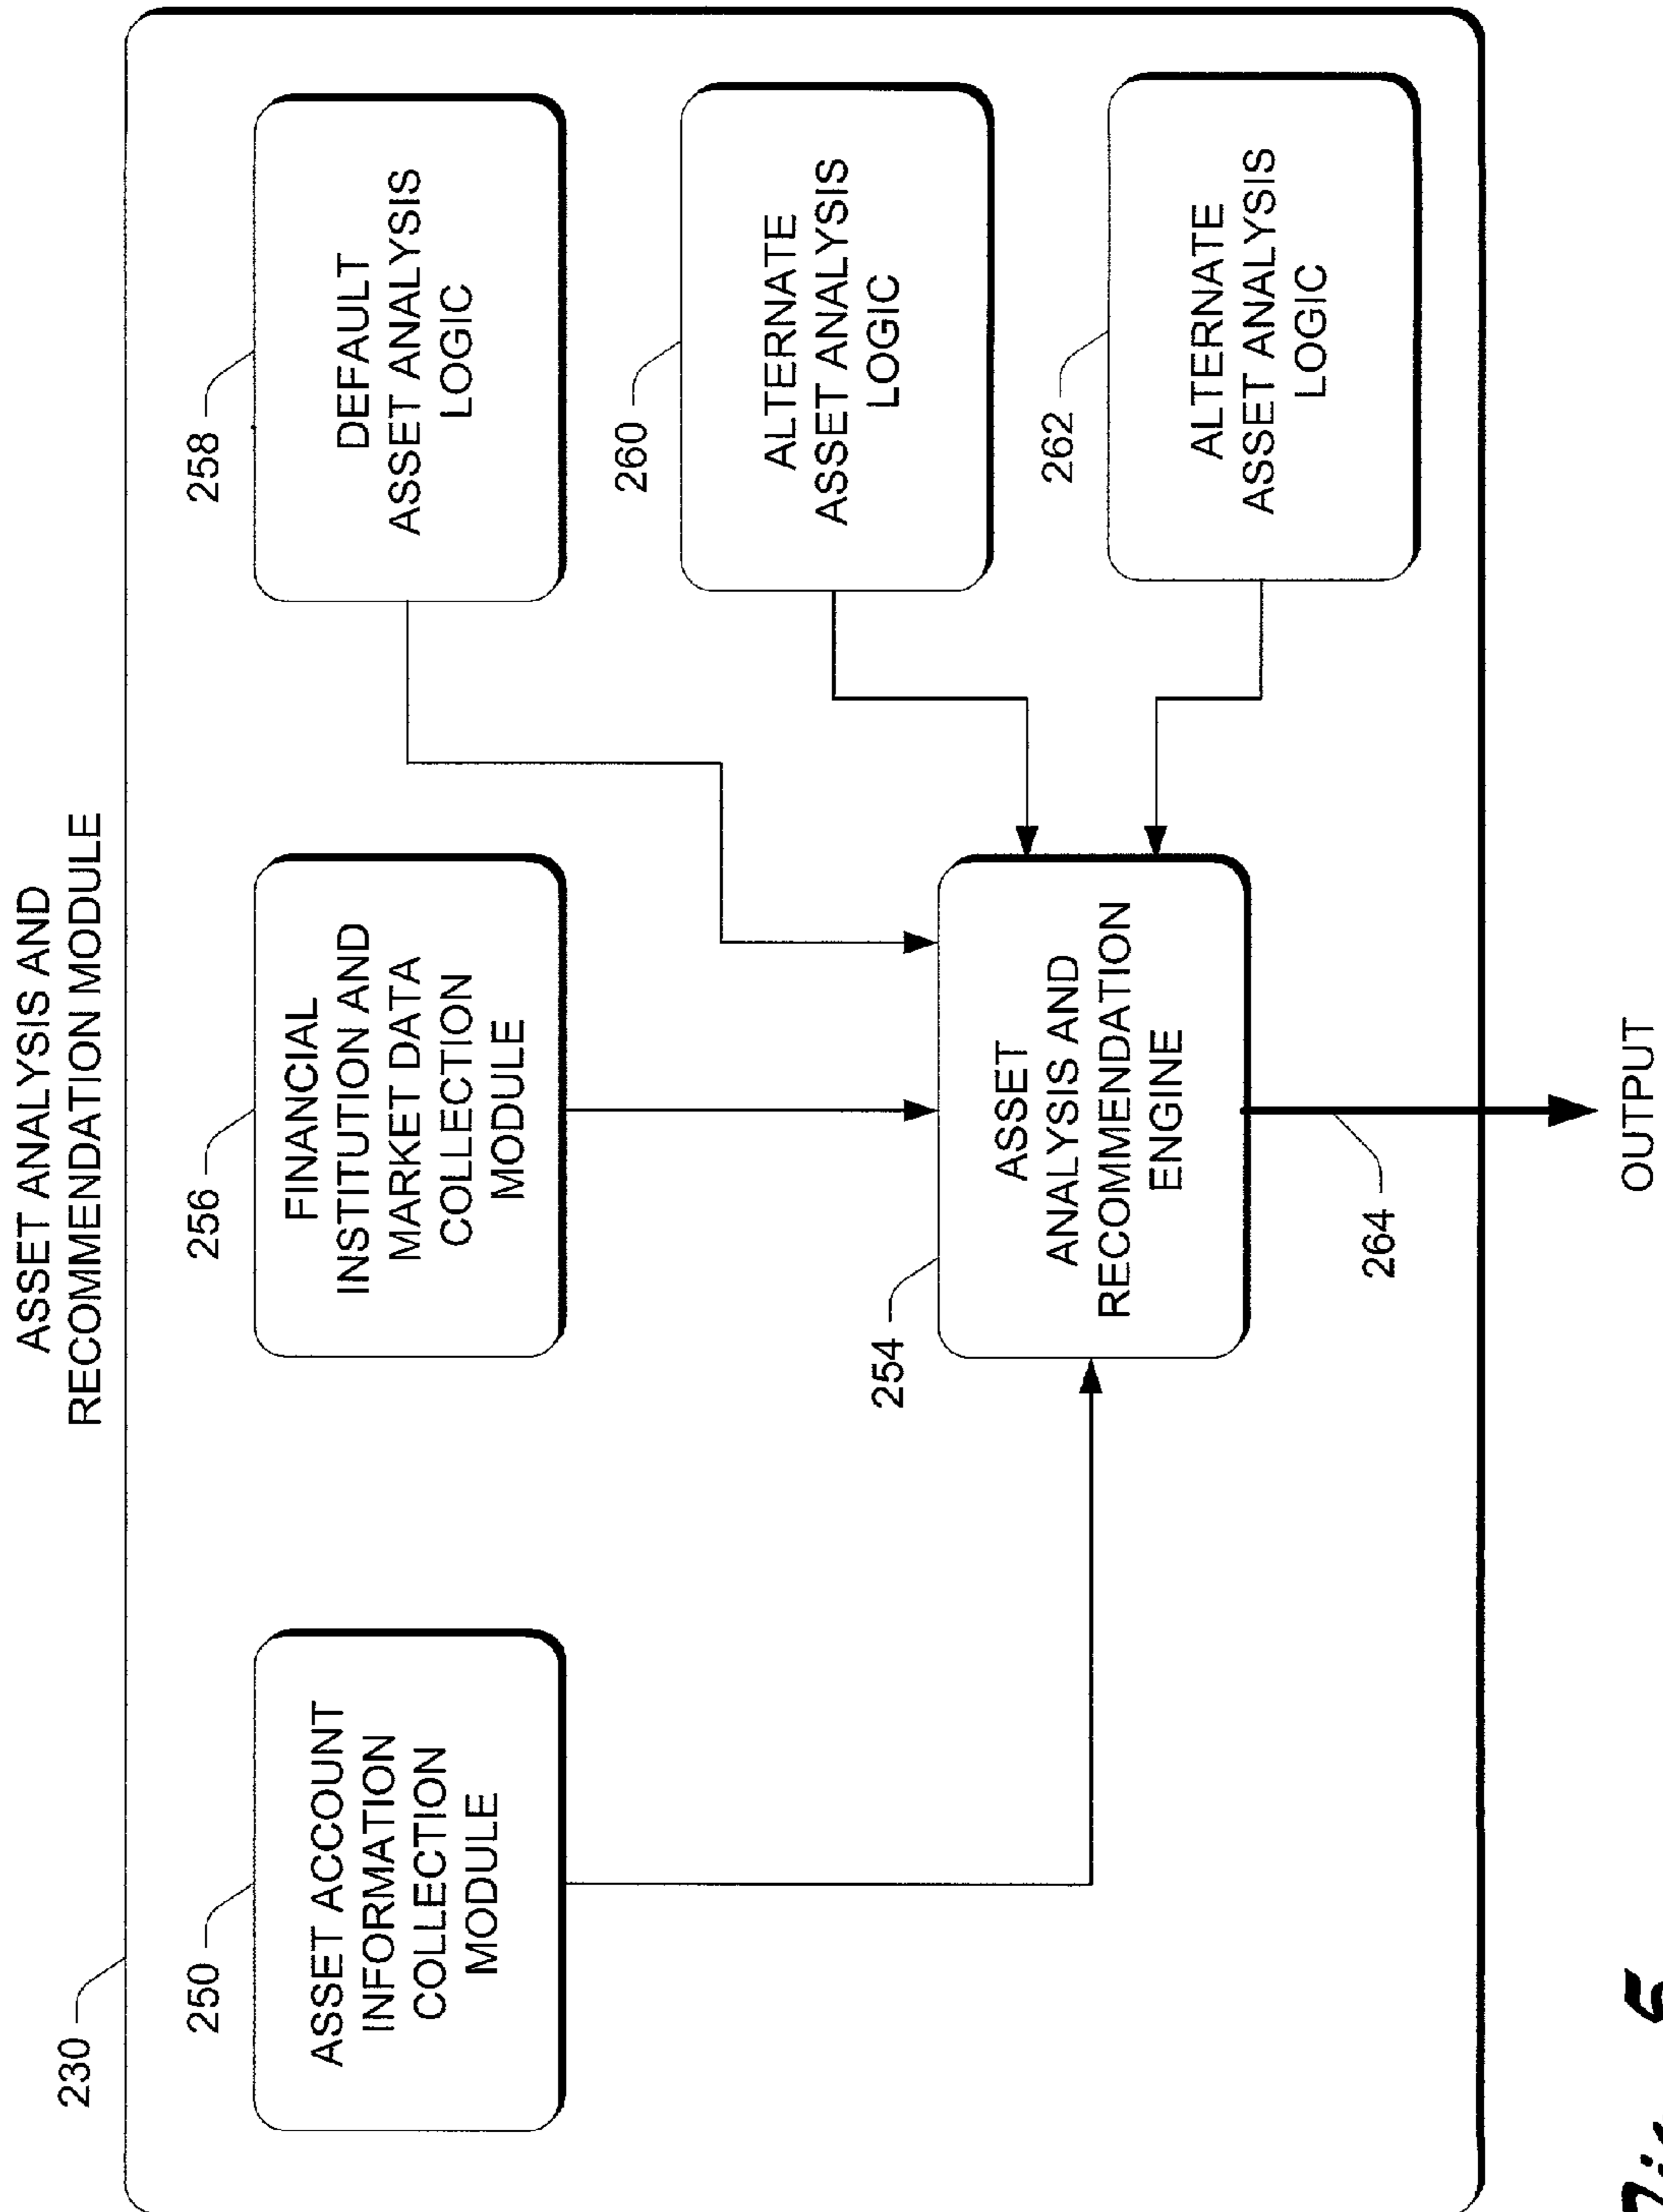 ASSET ANALYSIS AND
RECOMMENDATION MODULE
230
250
ASSET ACCOUNT
INFORMATION
COLLECTION
MODULE
256
FINANCIAL
INSTITUTION AND
MARKET DATA
COLLECTION
MODULE
258
DEFAULT
ASSET ANALYSIS
LOGIC
260
ALTERNATE
ASSET ANALYSIS
LOGIC
254
ASSET
ANALYSIS AND
RECOMMENDATION
ENGINE
262
ALTERNATE
ASSET ANALYSIS
LOGIC
264
OUTPUT